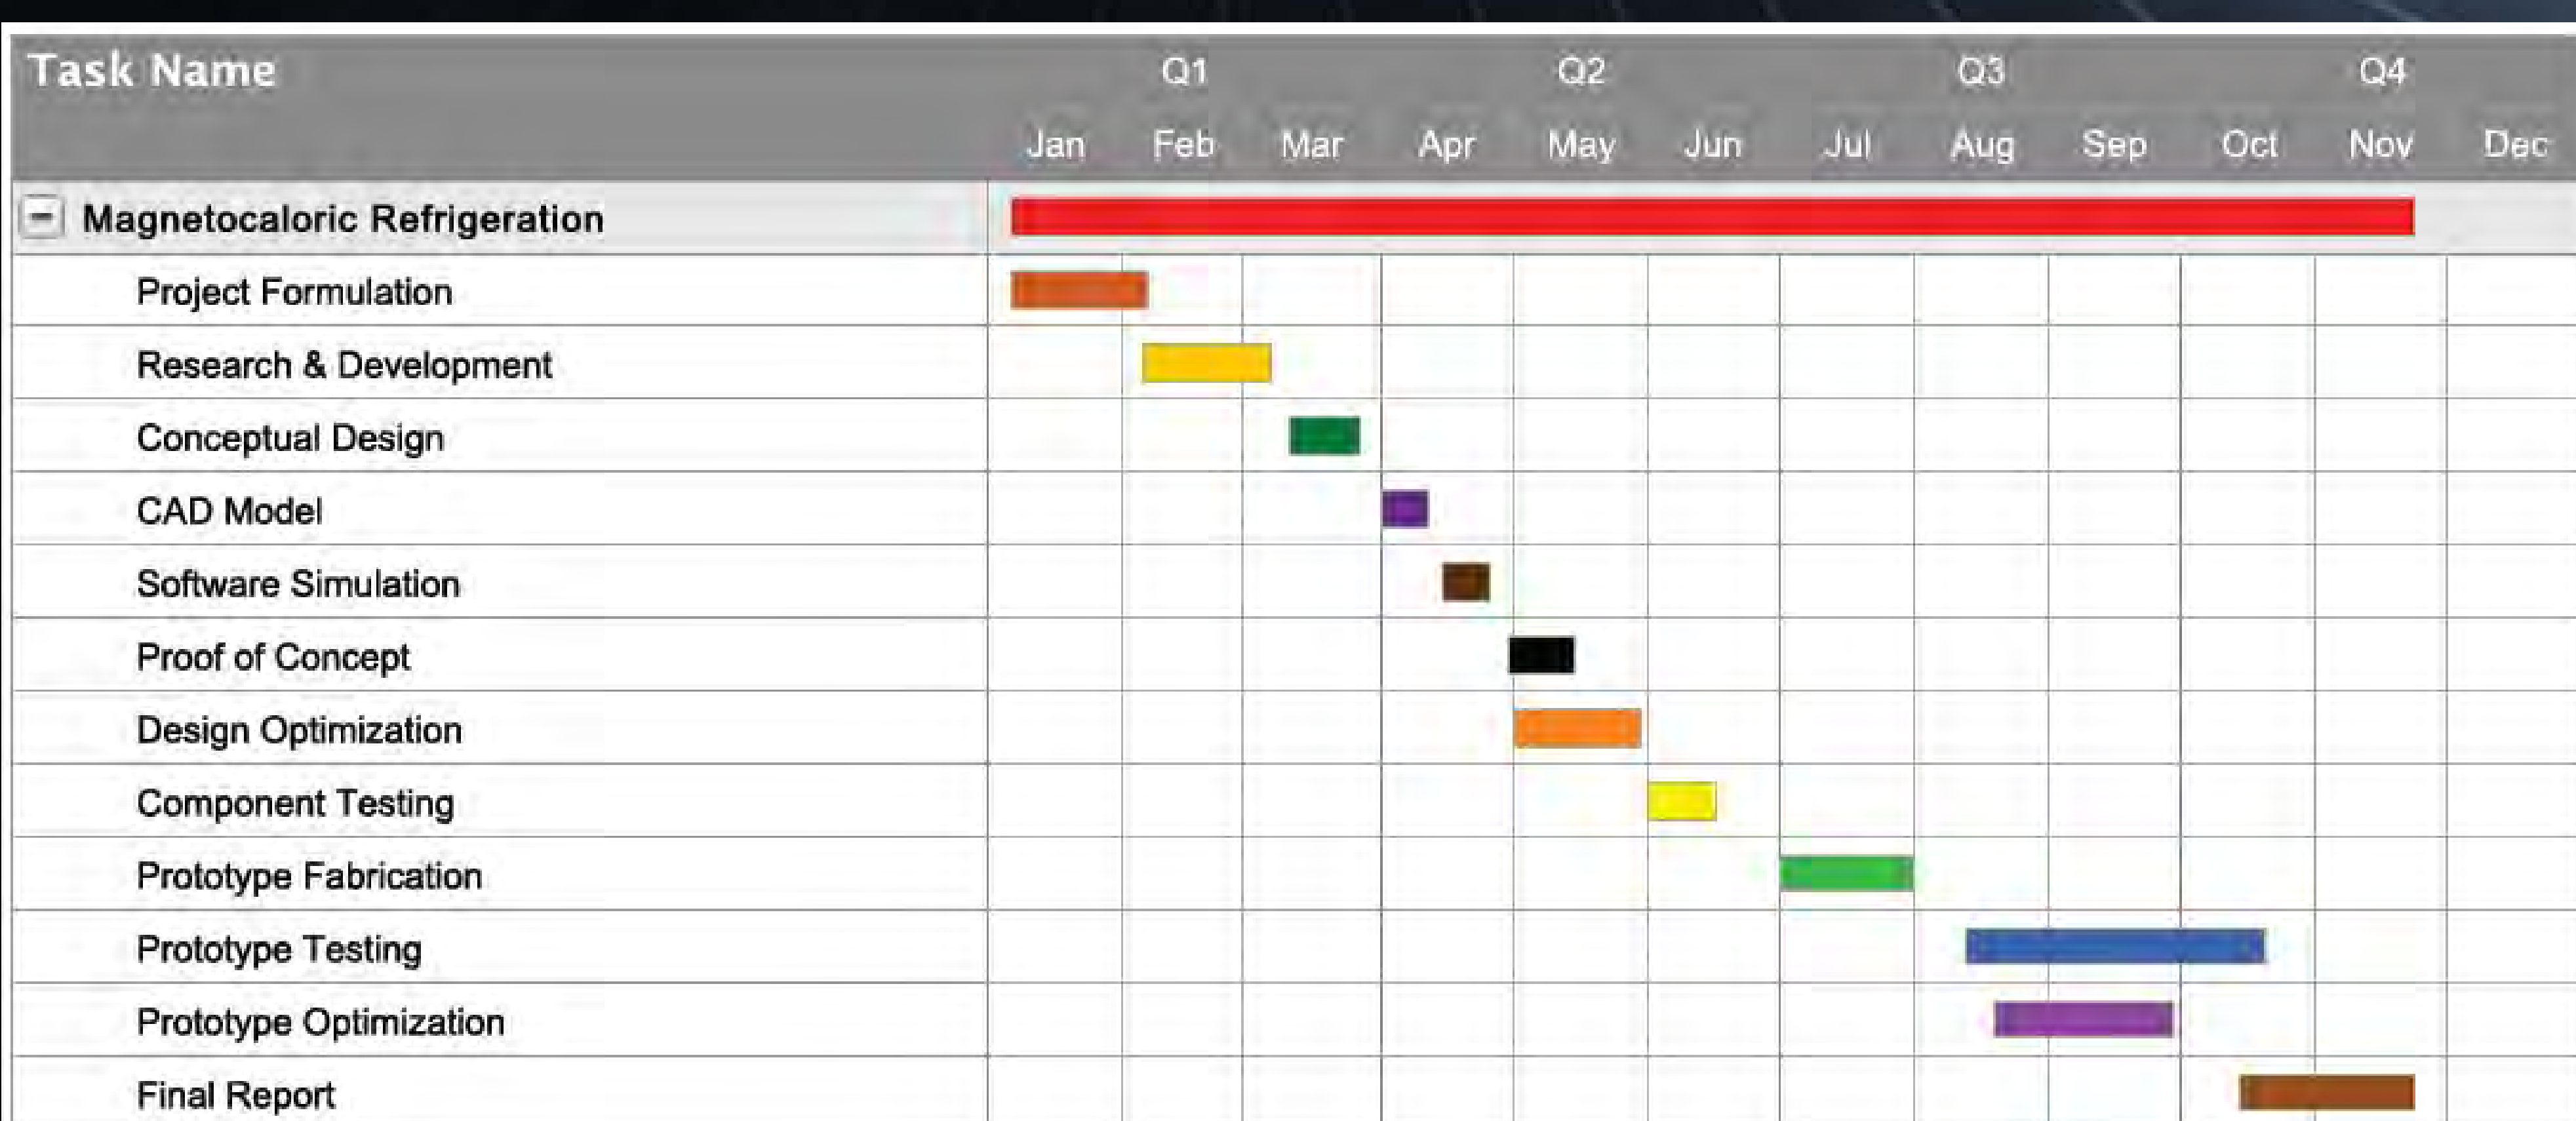 Task Name Q1 Q2 Q3 Q4
Jan Feb Mar Apr May Jun Jul Aug Sep Oct Nov Dec
Magnetocaloric Refrigeration
Project Formulation
Research & Development
Conceptual Design
CAD Model
Software Simulation
Proof of Concept
Design Optimization
Component Testing
Prototype Fabrication
Prototype Testing
Prototype Optimization
Final Report